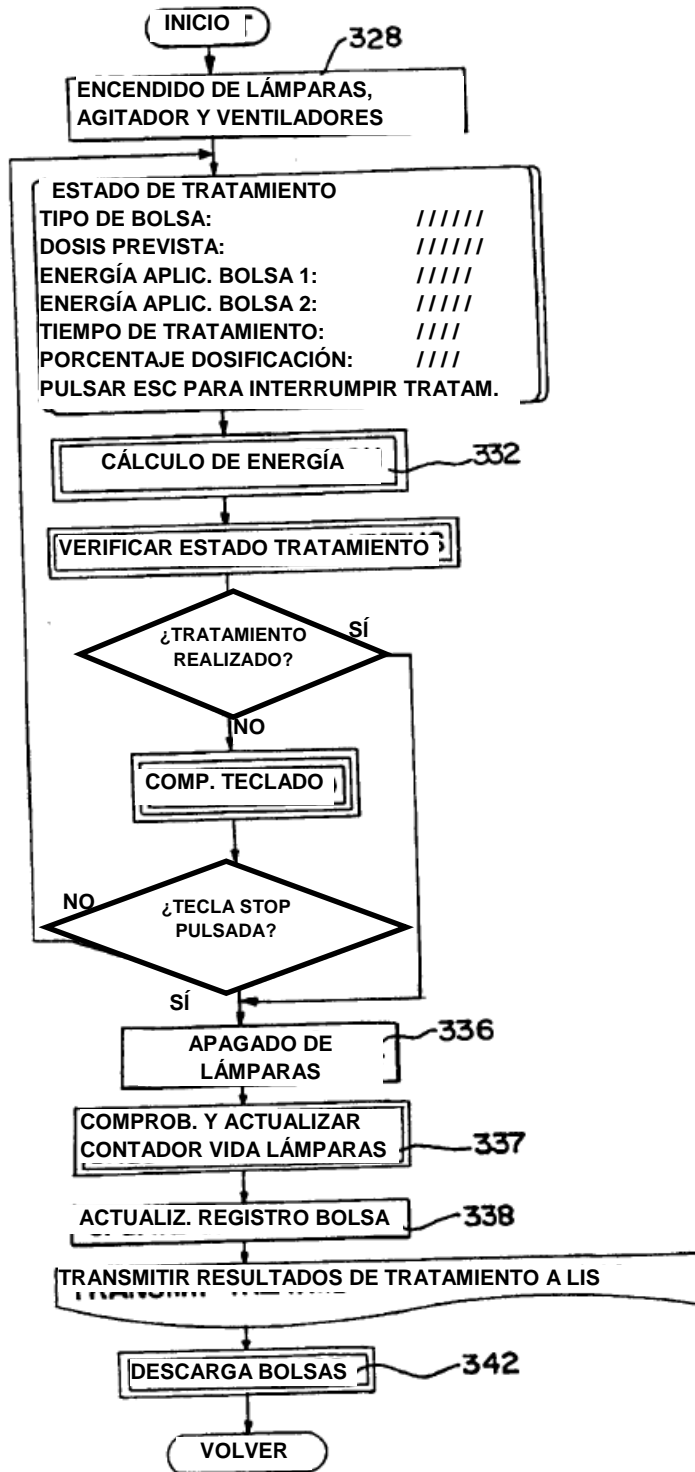 INICIO
328
ENCENDIDO DE LÁMPARAS,
AGITADOR Y VENTILADORES
ESTADO DE TRATAMIENTO
TIPO DE BOLSA: //////
DOSIS PREVISTA: //////
ENERGÍA APLIC. BOLSA 1: /////
ENERGÍA APLIC. BOLSA 2: /////
TIEMPO DE TRATAMIENTO: ////
PORCENTAJE DOSIFICACIÓN: ////
PULSAR ESC PARA INTERRUMPIR TRATAM.
CÁLCULO DE ENERGÍA
332
VERIFICAR ESTADO TRATAMIENTO
¿TRATAMIENTO
REALIZADO?
SÍ
NO
COMP. TECLADO
NO
¿TECLA STOP
PULSADA?
SÍ
APAGADO DE
LÁMPARAS
336
COMPROB. Y ACTUALIZAR
CONTADOR VIDA LÁMPARAS
337
ACTUALIZ. REGISTRO BOLSA
338
TRANSMITIR RESULTADOS DE TRATAMIENTO A LIS
DESCARGA BOLSAS
342
VOLVER